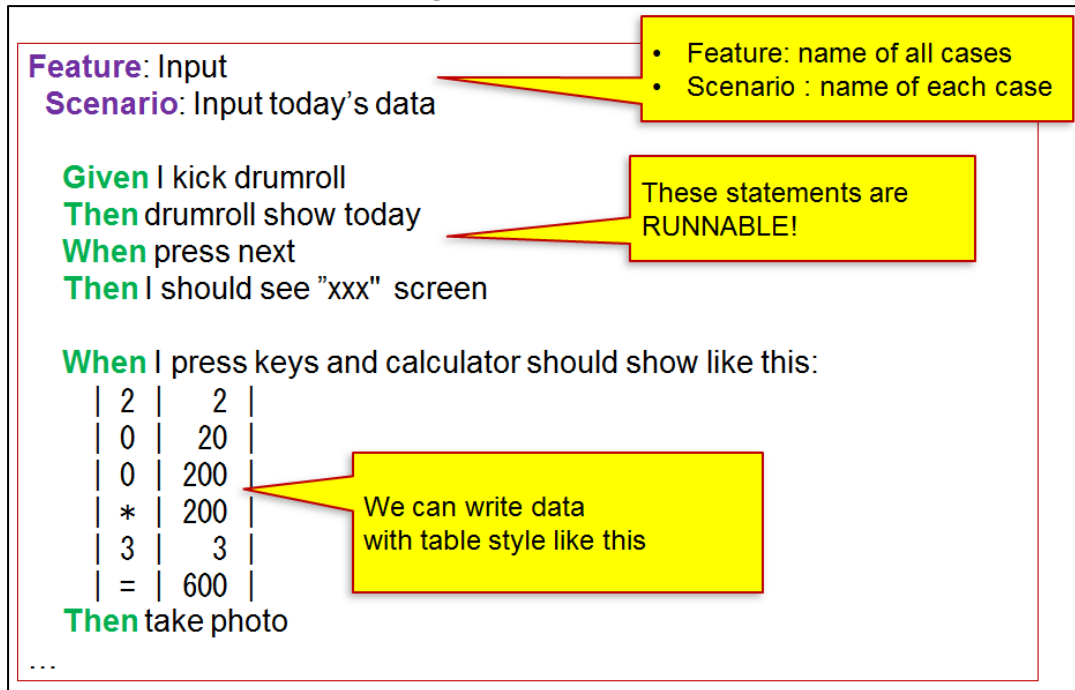 Feature: Input
Scenario: Input today's data
• Feature: name of all cases
• Scenario : name of each case
Given I kick drumroll
Then drumroll show today
When press next
Then I should see ”xxx" screen
These statements are
RUNNABLE!
When I press keys and calculator should show like this:
| 2 | 2 |
| 0 | 20 |
| 0 | 200 |
| * | 200 |
| 3 | 3 |
| = | 600 |
We can write data
with table style like this
Then take photo
...